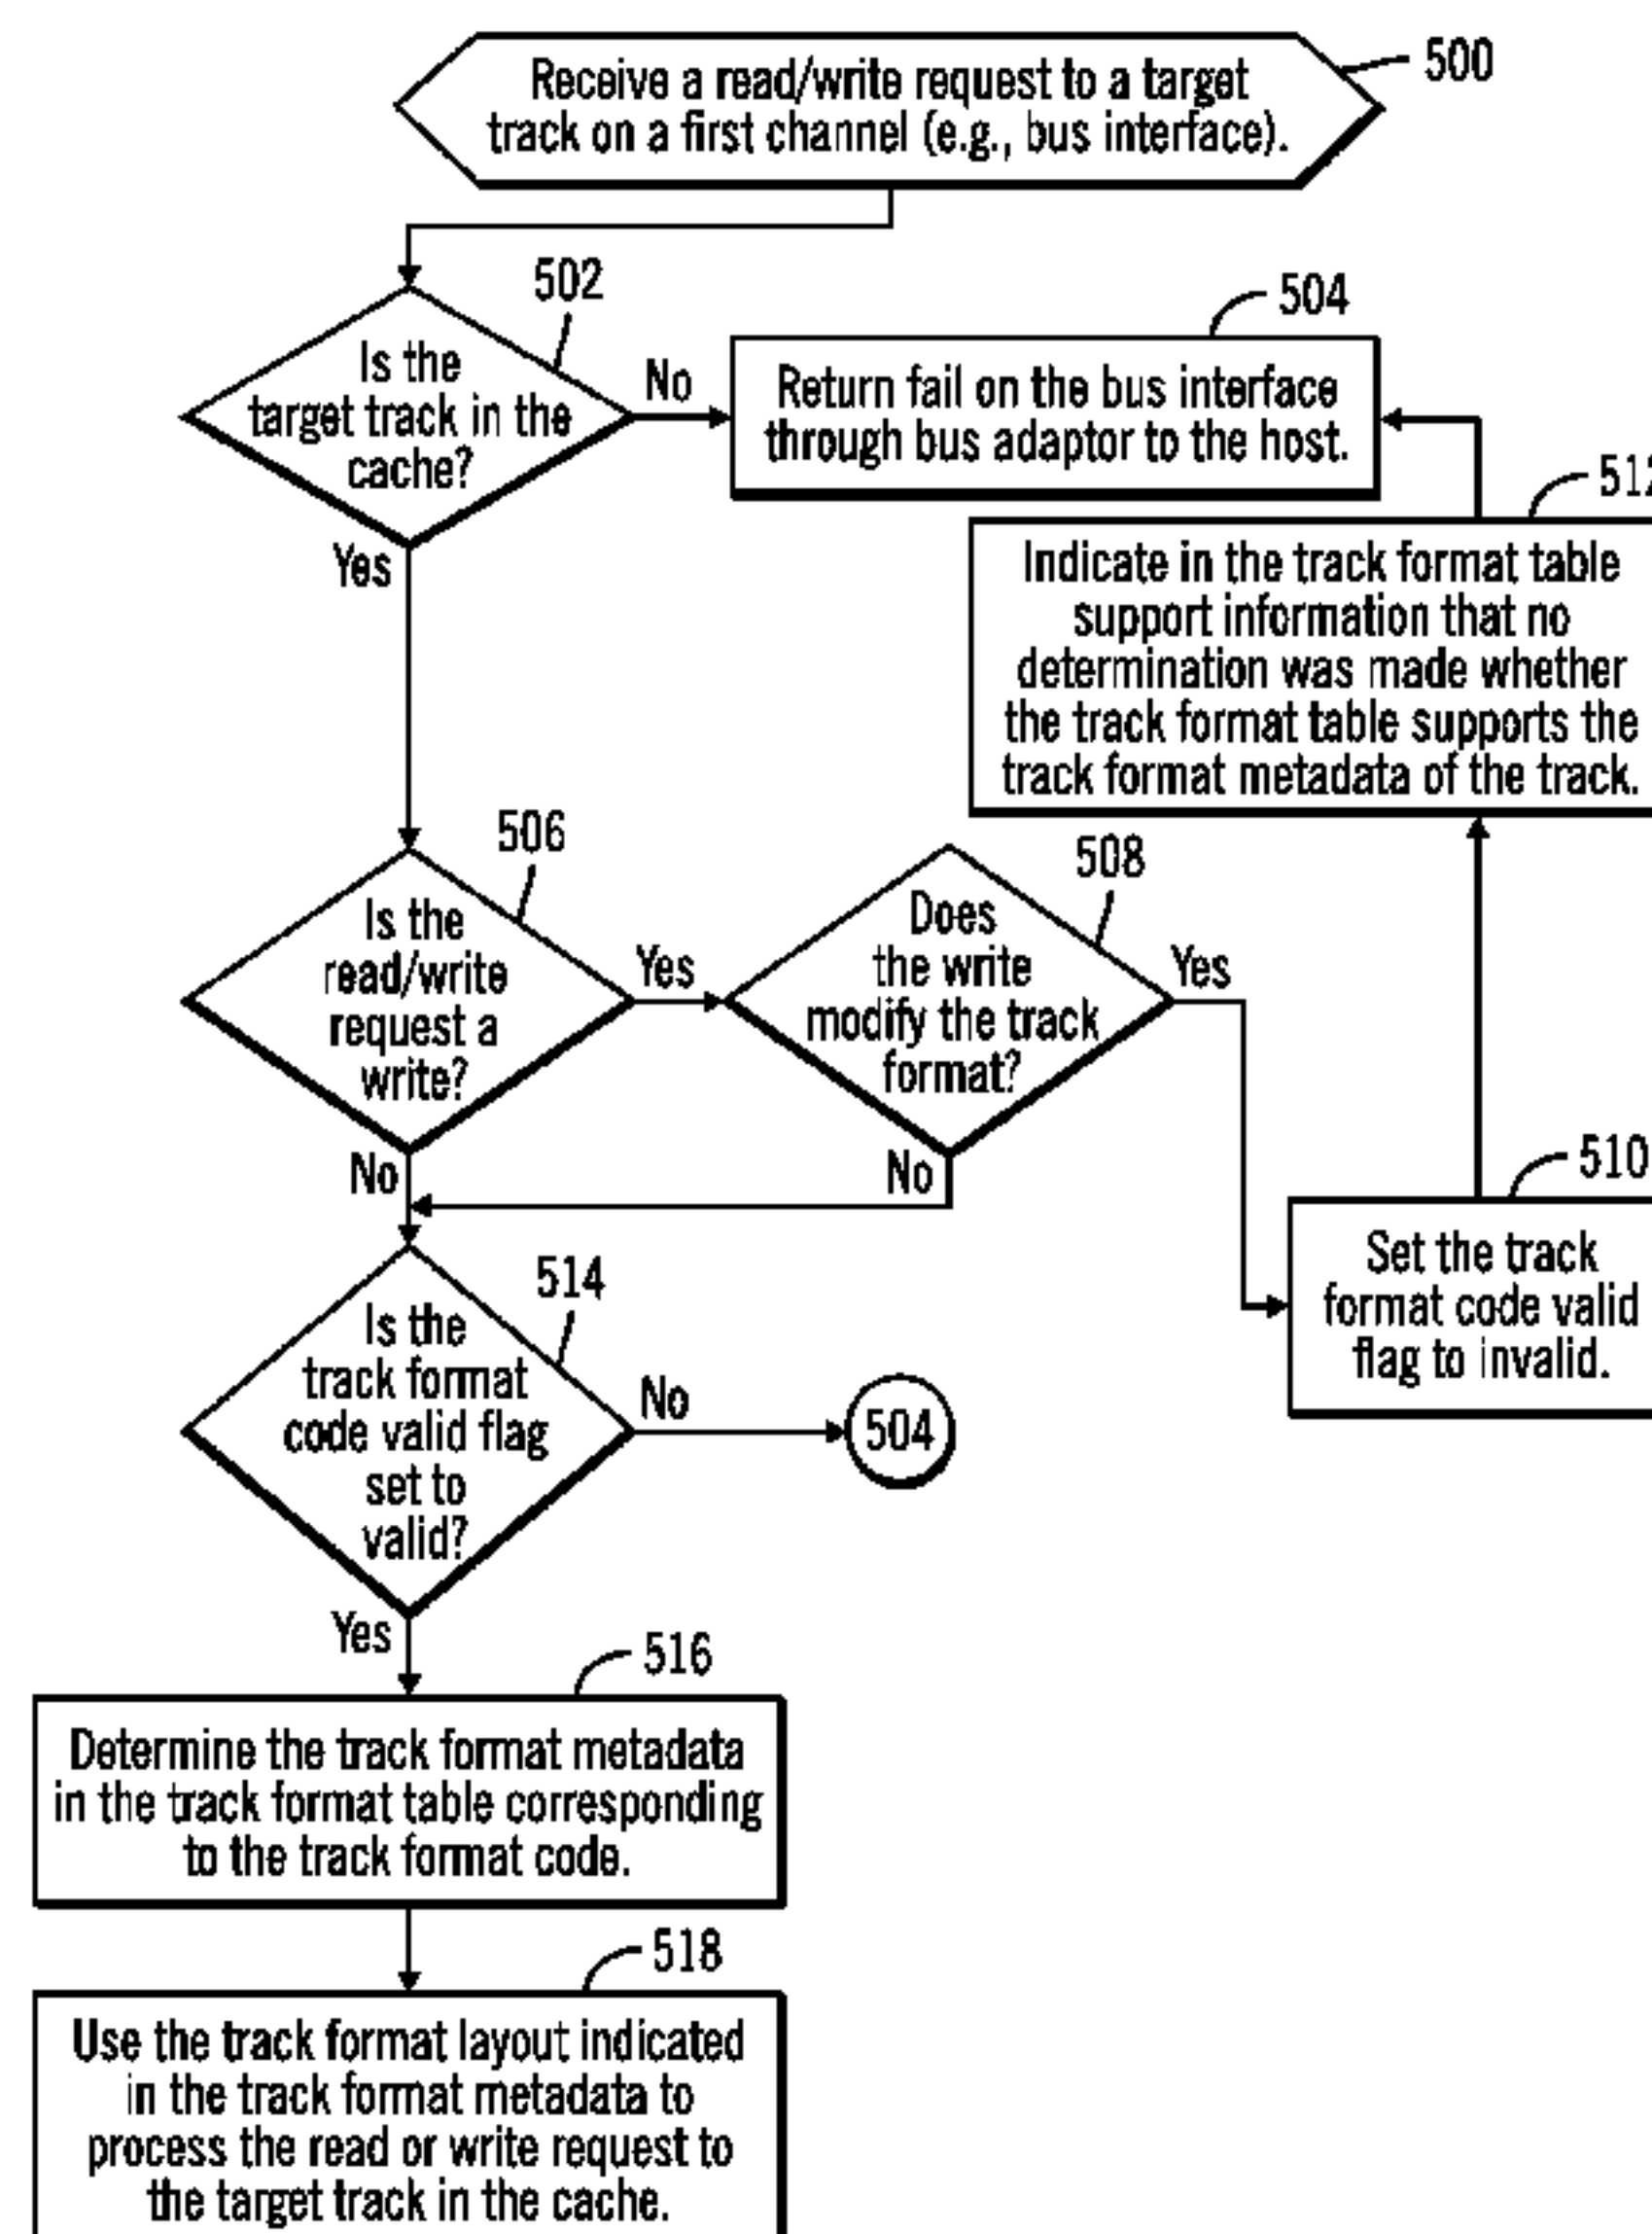 Receive a read/write request to a target
track on a first channel (e.g., bus interface).
500
502
Is the
target track in the
cache?
No
Yes
504
Return fail on the bus interface
through bus adaptor to the host.
Indicate in the track format table
support information that no
determination was made whether
the track format table supports the
track format metadata of the track.
506
Is the
read/write
request a
write?
Yes
No
508
Does
the write
modify the track
format?
Yes
No
510
Set the track
format code valid
flag to invalid.
514
Is the
track format
code valid flag
set to
valid?
No
504
Yes
516
Determine the track format metadata
in the track format table corresponding
to the track format code.
518
Use the track format layout indicated
in the track format metadata to
process the read or write request to
the target track in the cache.